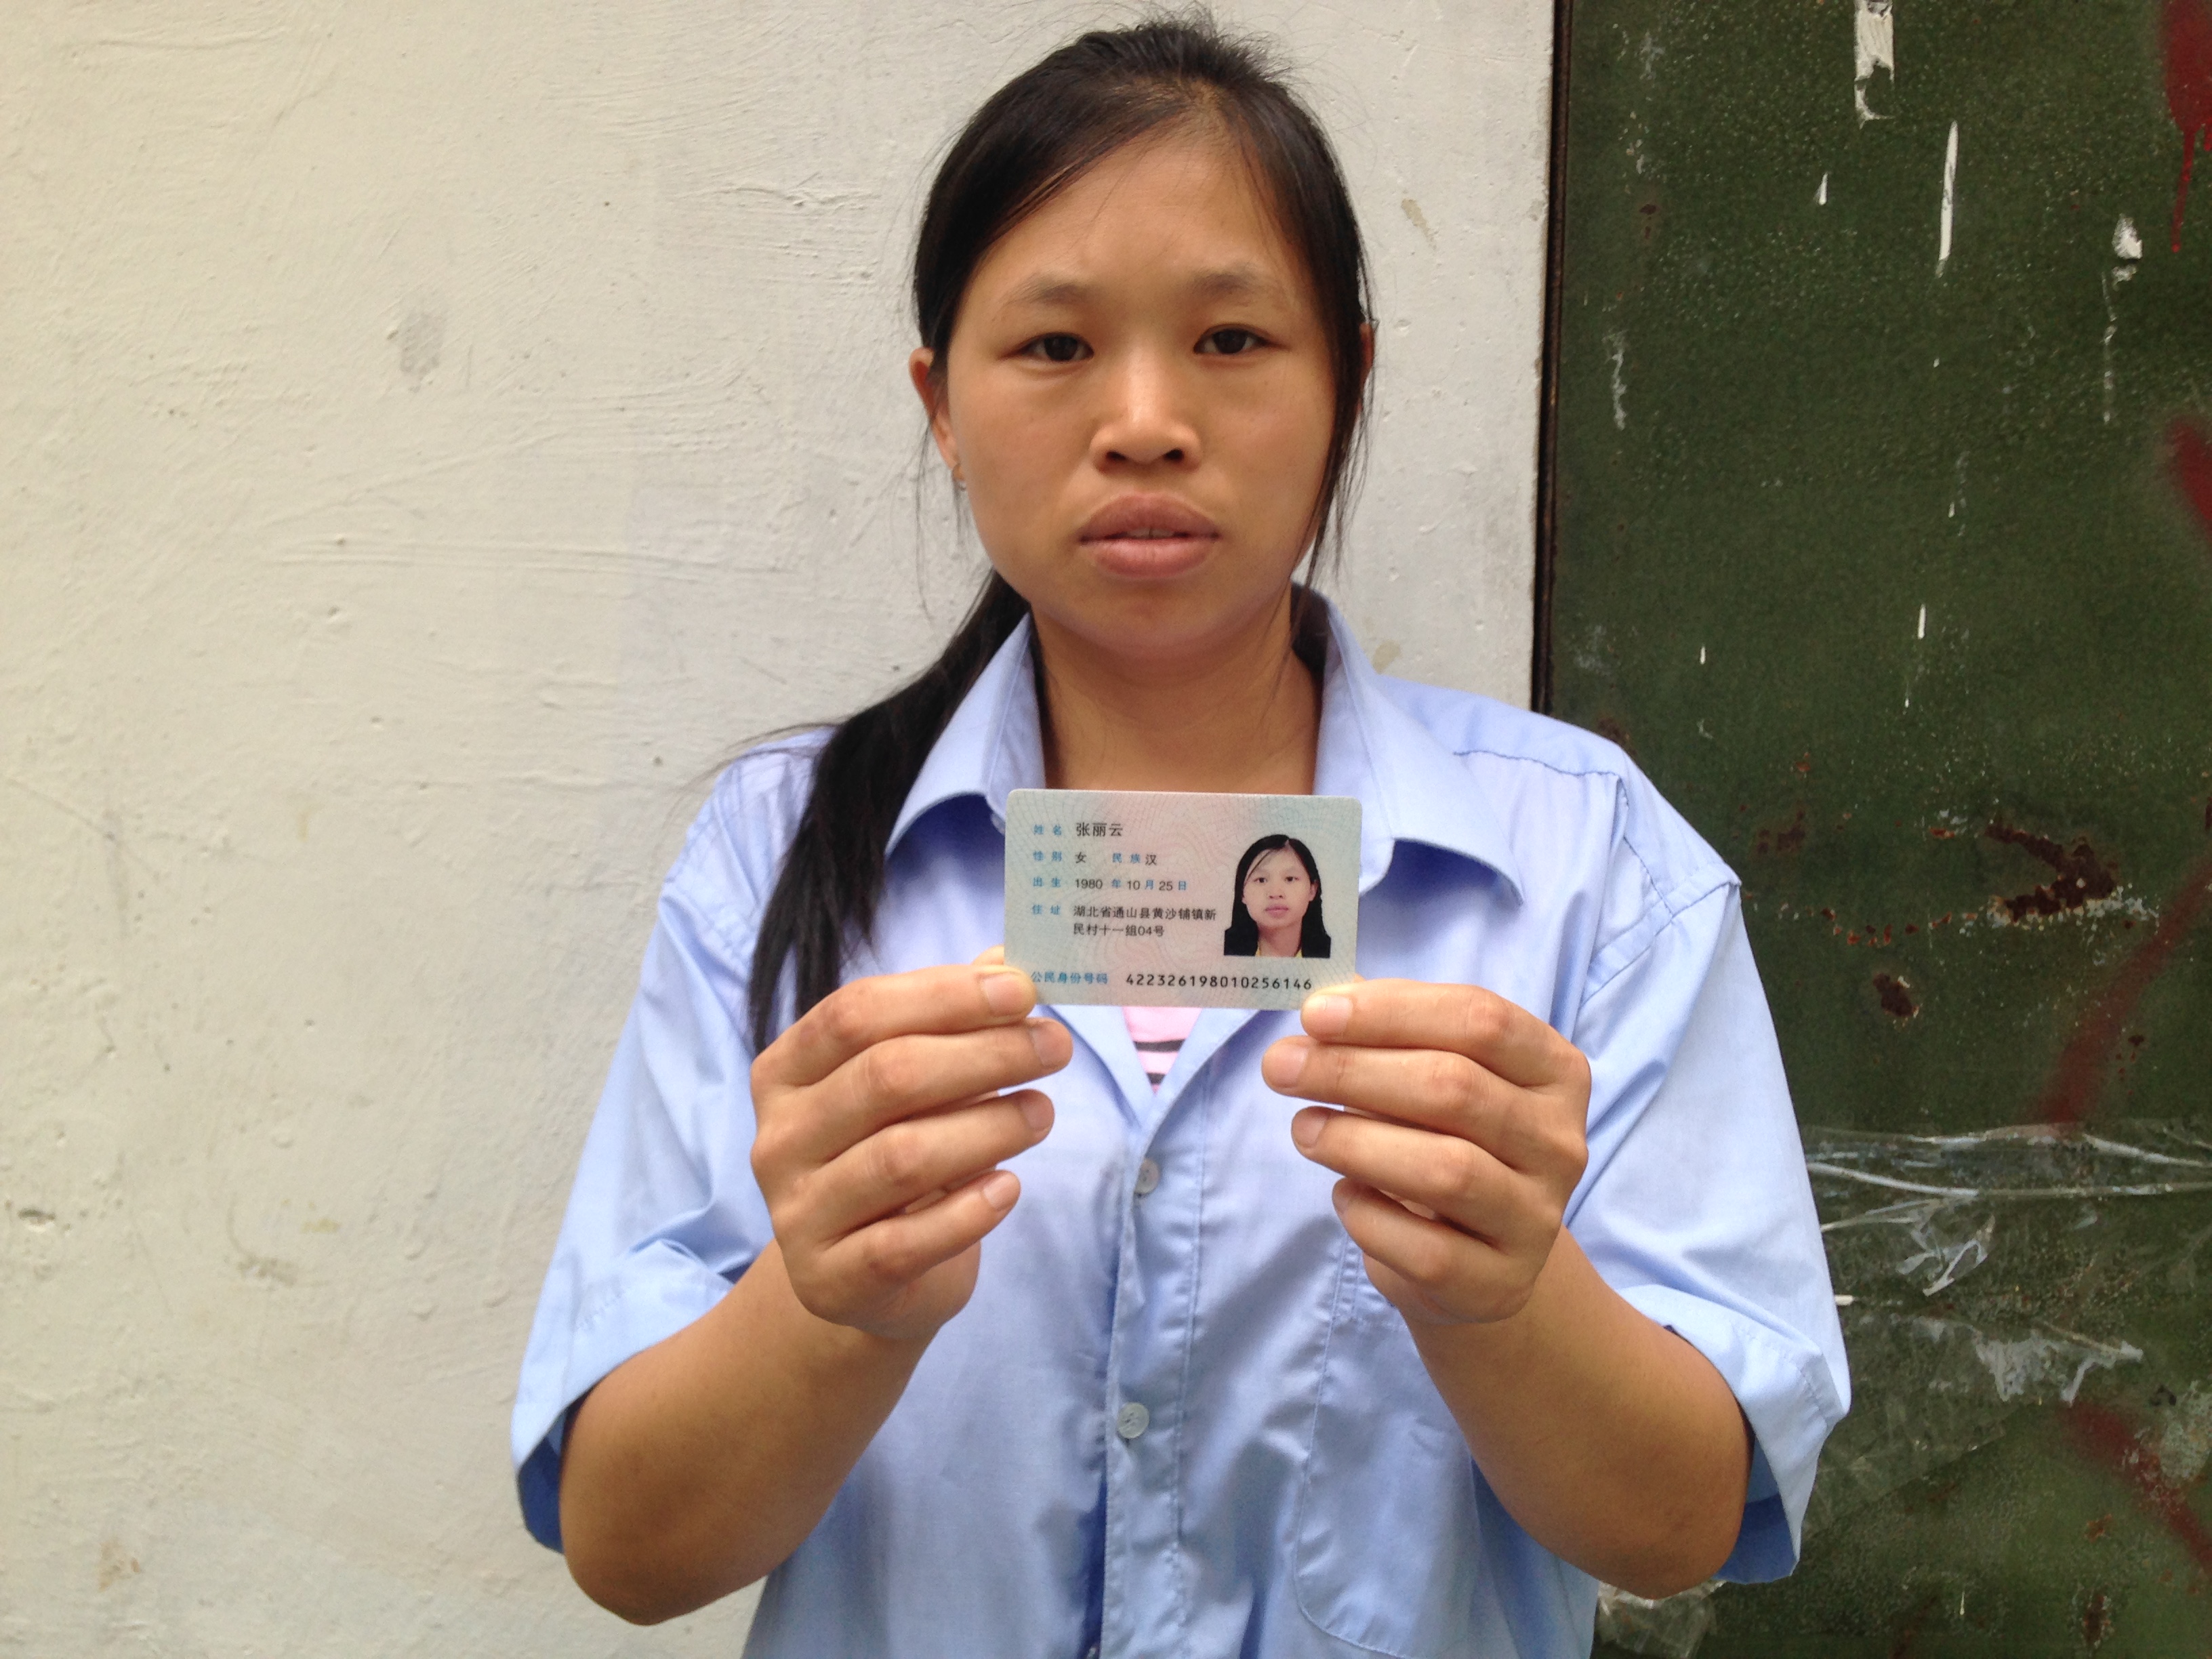 姓名 张丽云
性别 女 民族 汉
出生 1980 年 10 月 25 日
住址 湖北省通山县黄沙铺镇新
民村十一组04号
公民身份号码 422326198010256146